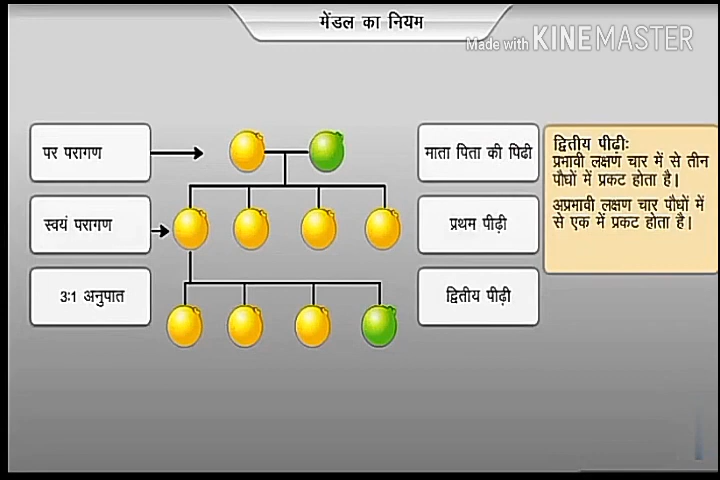 मेंडल का नियम
Made with KINEMASTER
पर परागण
माता पिता की पिढी
स्वयं परागण
प्रथम पीढ़ी
3:1 अनुपात
द्वितीय पीढ़ी
द्वितीय पीढ़ी:
प्रभावी लक्षण चार में से तीन
पौघों में प्रकट होता है।
अप्रभावी लक्षण चार पौघों में
से एक में प्रकट होता है।